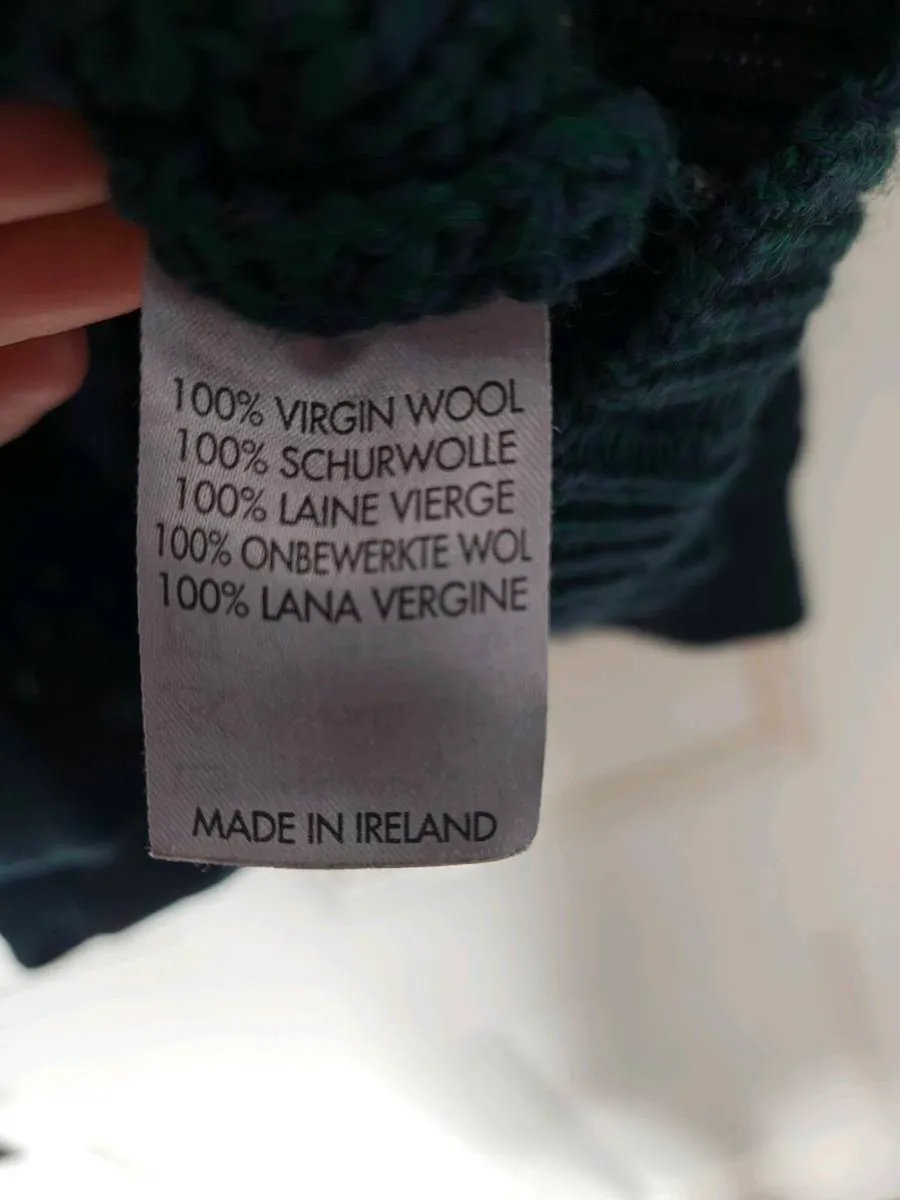 100% VIRGIN WOOL
100% SCHURWOLLE
100% LAINE VIERGE
100% ONBEWERKTE WOL
100% LANA VERGINE
MADE IN IRELAND